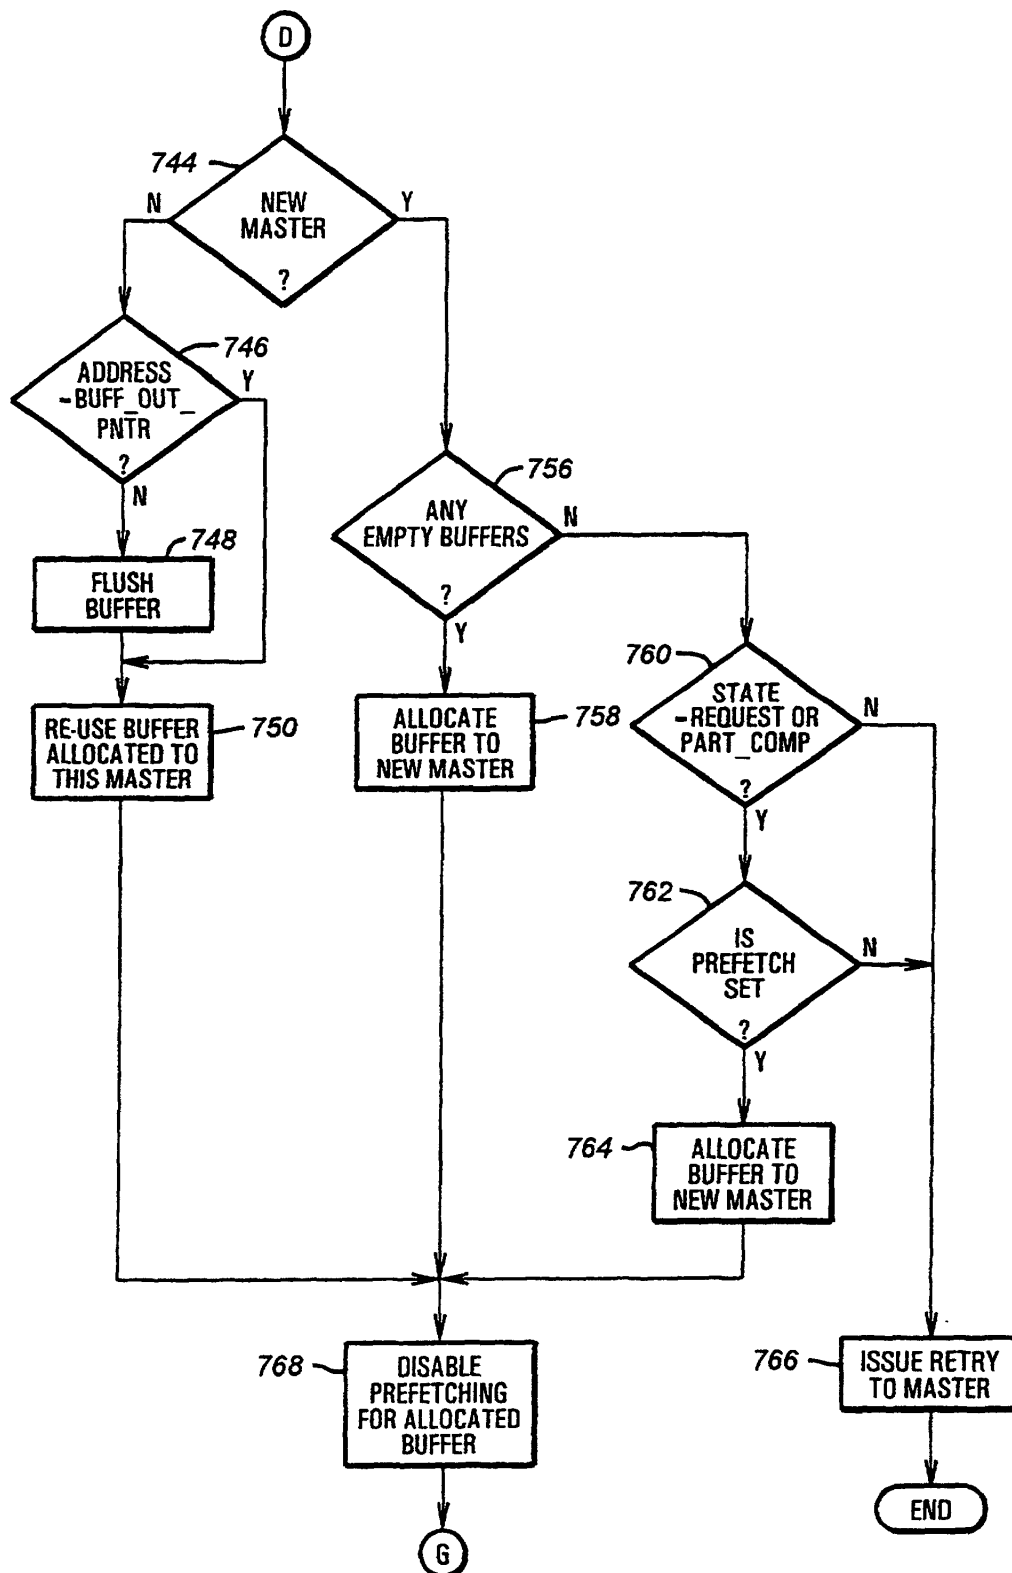 D
744
NEW
MASTER
?
N
Y
746
ADDRESS
=BUFF_OUT_
PNTR
?
Y
N
748
FLUSH
BUFFER
RE-USE BUFFER
ALLOCATED TO
THIS MASTER
750
756
ANY
EMPTY BUFFERS
?
N
Y
ALLOCATE
BUFFER TO
NEW MASTER
758
760
STATE
=REQUEST OR
PART_COMP
?
N
Y
762
IS
PREFETCH
SET
?
N
Y
764
ALLOCATE
BUFFER TO
NEW MASTER
768
DISABLE
PREFETCHING
FOR ALLOCATED
BUFFER
G
766
ISSUE RETRY
TO MASTER
END